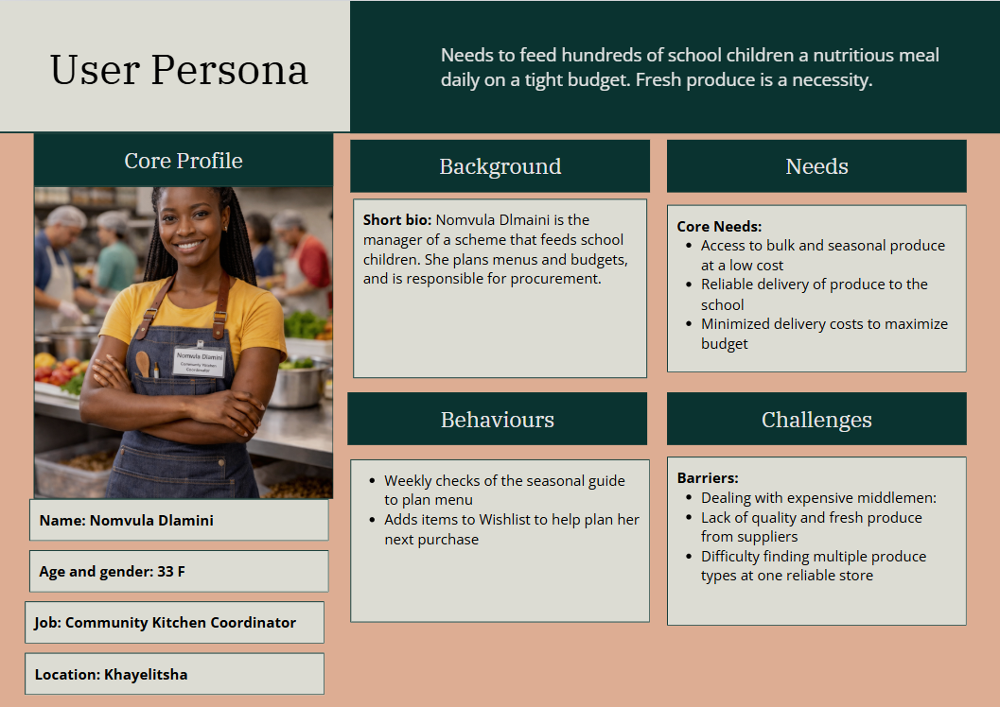 User Persona
Needs to feed hundreds of school children a nutritious meal
daily on a tight budget. Fresh produce is a necessity.
Core Profile
Nomvula Dlamini
Community Kitchen
Coordinator
Name: Nomvula Dlamini
Age and gender: 33 F
Job: Community Kitchen Coordinator
Location: Khayelitsha
Background
Short bio: Nomvula Dlmaini is the
manager of a scheme that feeds school
children. She plans menus and budgets,
and is responsible for procurement.
Needs
Core Needs:
• Access to bulk and seasonal produce
at a low cost
• Reliable delivery of produce to the
school
• Minimized delivery costs to maximize
budget
Behaviours
• Weekly checks of the seasonal guide
to plan menu
• Adds items to Wishlist to help plan her
next purchase
Challenges
Barriers:
• Dealing with expensive middlemen:
• Lack of quality and fresh produce
from suppliers
• Difficulty finding multiple produce
types at one reliable store